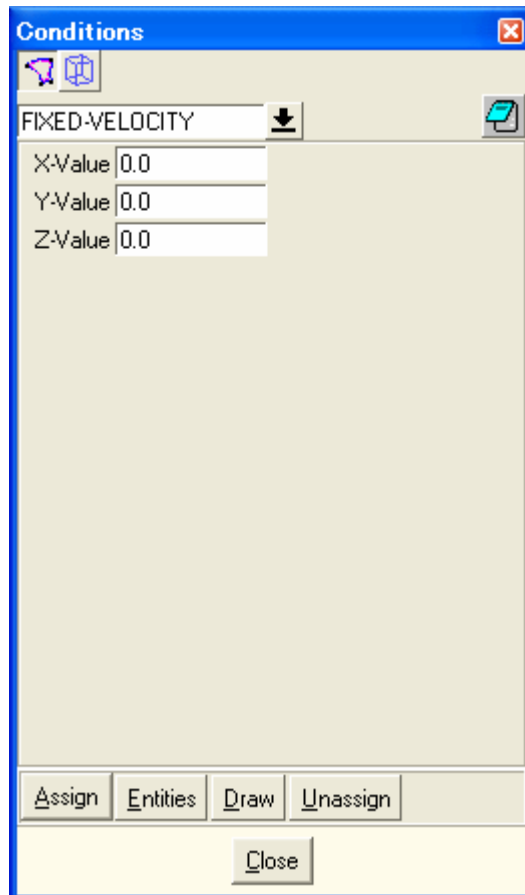 Conditions
FIXED-VELOCITY
X-Value 0.0
Y-Value 0.0
Z-Value 0.0
Assign Entities Draw Unassign
Close